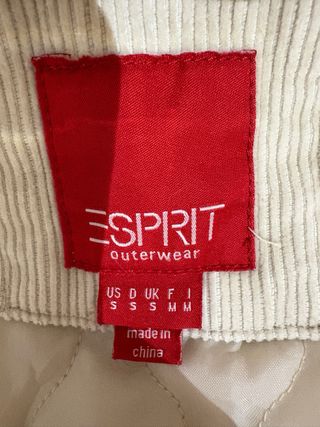 ESPRIT
outerwear
US D UK F I
S S S M M
made in
china